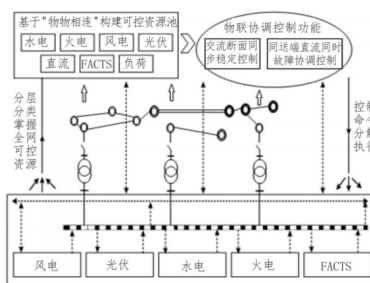 基于"物物相连"构建可控资源池
水电 火电 风电 光伏
直流 FACTS 负荷
物联协调控制功能
交流断面同步稳定控制
同送端直流同时故障协调控制
分层
分类
掌握
全网
可控
资源
控制
命令
分解
执行
风电 光伏 水电 火电 FACTS